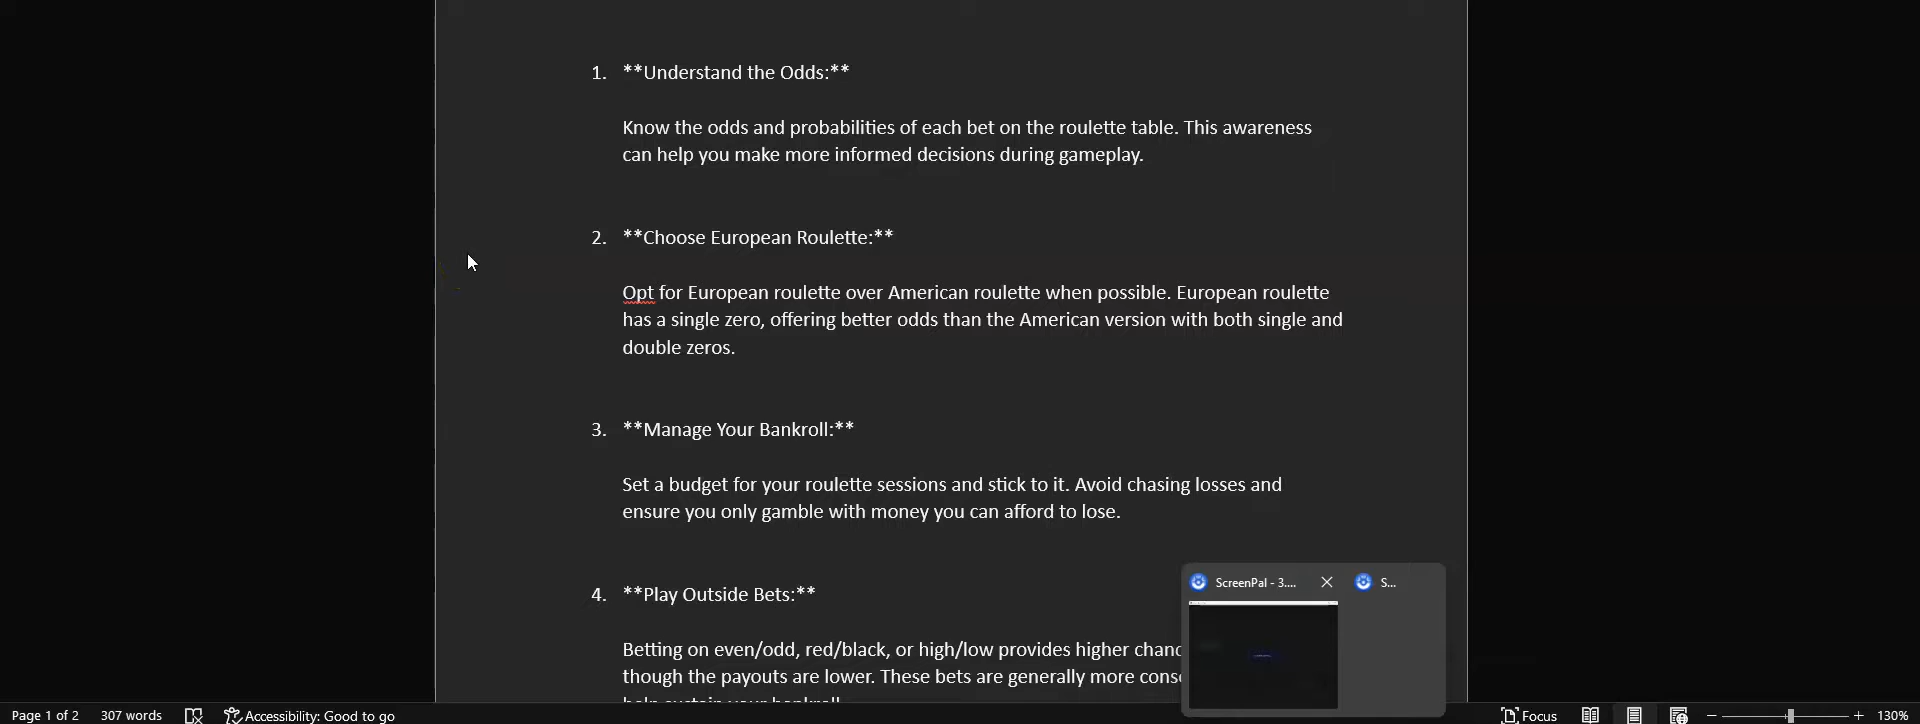 1. **Understand the Odds:**
Know the odds and probabilities of each bet on the roulette table. This awareness
can help you make more informed decisions during gameplay.
2. **Choose European Roulette:**
Opt for European roulette over American roulette when possible. European roulette
has a single zero, offering better odds than the American version with both single and
double zeros.
3. **Manage Your Bankroll:**
Set a budget for your roulette sessions and stick to it. Avoid chasing losses and
ensure you only gamble with money you can afford to lose.
4. **Play Outside Bets:**
Betting on even/odd, red/black, or high/low provides higher
though the payouts are lower. These bets are generally more
ScreenPal - 3.... S...
Page 1 of 2 307 words Accessibility: Good to go Focus 130%